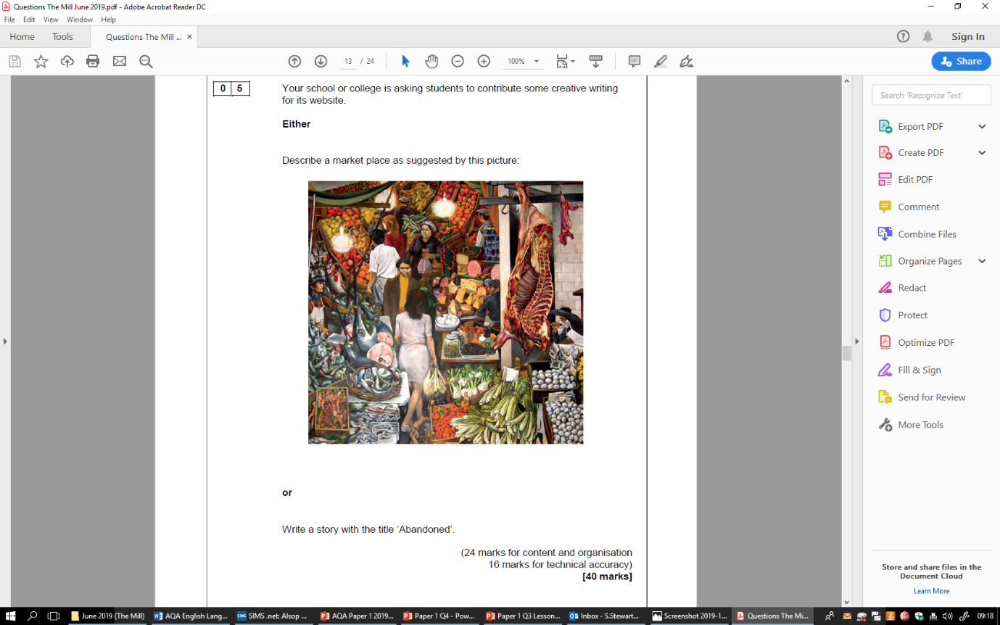 Questions The Mill June 2019.pdf - Adobe Acrobat Reader DC
File Edit View Window Help
Home Tools Questions The Mill ... × Sign In
13 / 24 100% Share
0 5 Your school or college is asking students to contribute some creative writing
for its website.
Either
Describe a market place as suggested by this picture:
or
Write a story with the title ‘Abandoned’.
(24 marks for content and organisation
16 marks for technical accuracy)
[40 marks]
Search 'Recognize Text'
Export PDF
Create PDF
Edit PDF
Comment
Combine Files
Organize Pages
Redact
Protect
Optimize PDF
Fill & Sign
Send for Review
More Tools
Store and share files in the
Document Cloud
Learn More
June 2019 (The Mill) AQA English Lang... SIMS .net: Alsop ... AQA Paper 1 2019... Paper 1 Q4 - Pow... Paper 1 Q3 Lesson... Inbox - S.Stewart... Screenshot 2019-1... Questions The Mi... 09:18